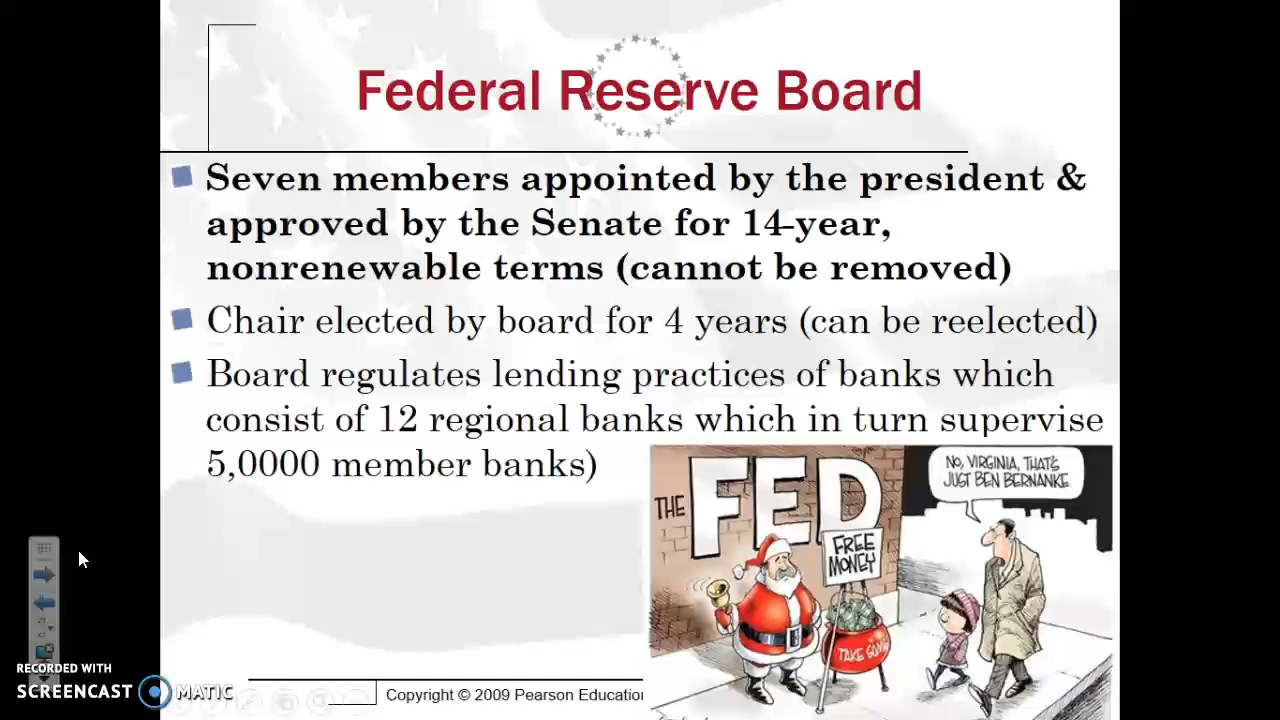 Federal Reserve Board
Seven members appointed by the president &
approved by the Senate for 14-year,
nonrenewable terms (cannot be removed)
Chair elected by board for 4 years (can be reelected)
Board regulates lending practices of banks which
consist of 12 regional banks which in turn supervise
5,0000 member banks)
NO, VIRGINIA, THAT'S
JUST BEN BERNANKE
THE FED
FREE
MONEY
TAKE SOME
RECORDED WITH
SCREENCAST MATIC
Copyright © 2009 Pearson Education